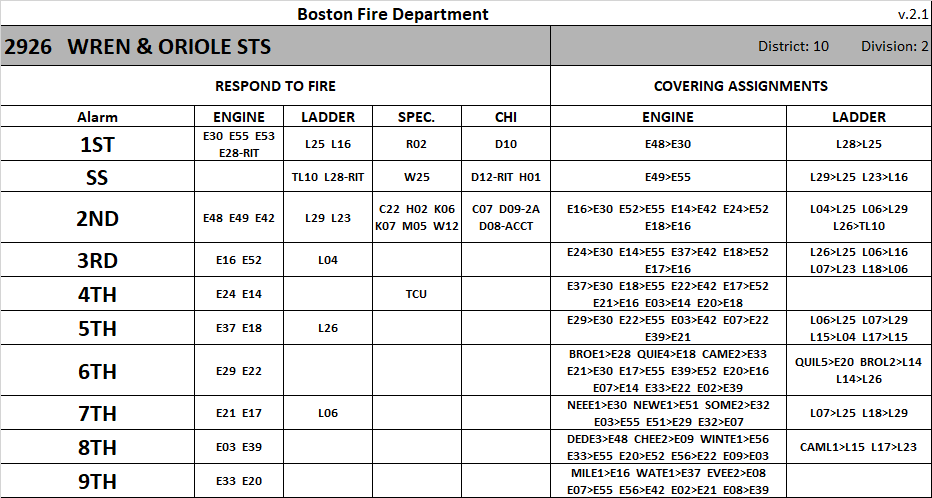 Boston Fire Department v.2.1
2926 WREN & ORIOLE STS District: 10 Division: 2
RESPOND TO FIRE COVERING ASSIGNMENTS
Alarm ENGINE LADDER SPEC. CHI ENGINE LADDER
1ST
E30 E55 E53
E28-RIT
L25 L16
R02
D10
E48>E30
L28>L25
SS
TL10 L28-RIT
W25
D12-RIT H01
E49>E55
L29>L25 L23>L16
2ND
E48 E49 E42
L29 L23
C22 H02 K06
K07 M05 W12
C07 D09-2A
D08-ACCT
E16>E30 E52>E55 E14>E42 E24>E52
E18>E16
L04>L25 L06>L29
L26>TL10
3RD
E16 E52
L04
E24>E30 E14>E55 E37>E42 E18>E52
E17>E16
L26>L25 L06>L16
L07>L23 L18>L06
4TH
E24 E14
TCU
E37>E30 E18>E55 E22>E42 E17>E52
E21>E16 E03>E14 E20>E18
5TH
E37 E18
L26
E29>E30 E22>E55 E03>E42 E07>E22
E39>E21
L06>L25 L07>L29
L15>L04 L17>L15
6TH
E29 E22
BROE1>E28 QUIE4>E18 CAME2>E33
E21>E30 E17>E55 E39>E52 E20>E16
E07>E14 E33>E22 E02>E39
QUIL5>E20 BROL2>L14
L14>L26
7TH
E21 E17
L06
NEEE1>E30 NEWE1>E51 SOME2>E32
E03>E55 E51>E29 E32>E07
L07>L25 L18>L29
8TH
E03 E39
DEDE3>E48 CHEE2>E09 WINTE1>E56
E33>E55 E20>E52 E56>E22 E09>E03
CAML1>L15 L17>L23
9TH
E33 E20
MILE1>E16 WATE1>E37 EVEE2>E08
E07>E55 E56>E42 E02>E21 E08>E39